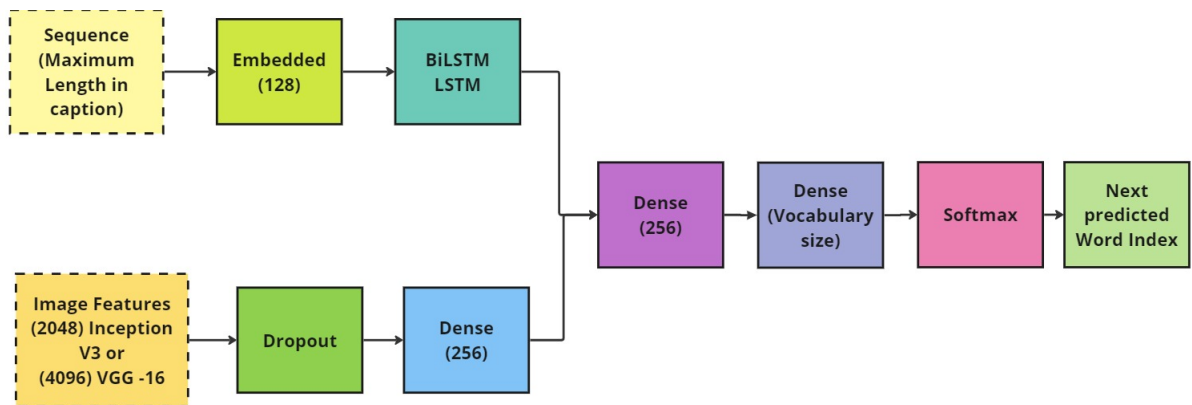 Sequence
(Maximum
Length in
caption)
Embedded
(128)
BiLSTM
LSTM
Dense
(256)
Dense
(Vocabulary
size)
Softmax
Next
predicted
Word Index
Image Features
(2048) Inception
V3 or
(4096) VGG -16
Dropout
Dense
(256)